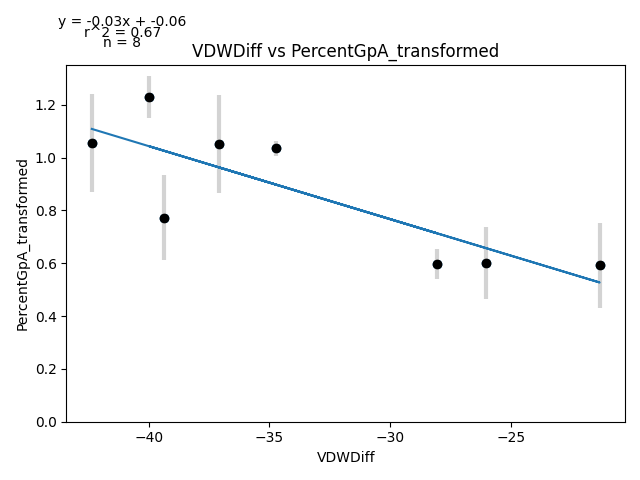 y = -0.03x + -0.06
r^2 = 0.67
n = 8
VDWDiff vs PercentGpA_transformed
PercentGpA_transformed
1.2
1.0
0.8
0.6
0.4
0.2
0.0
−40
−35
−30
−25
VDWDiff